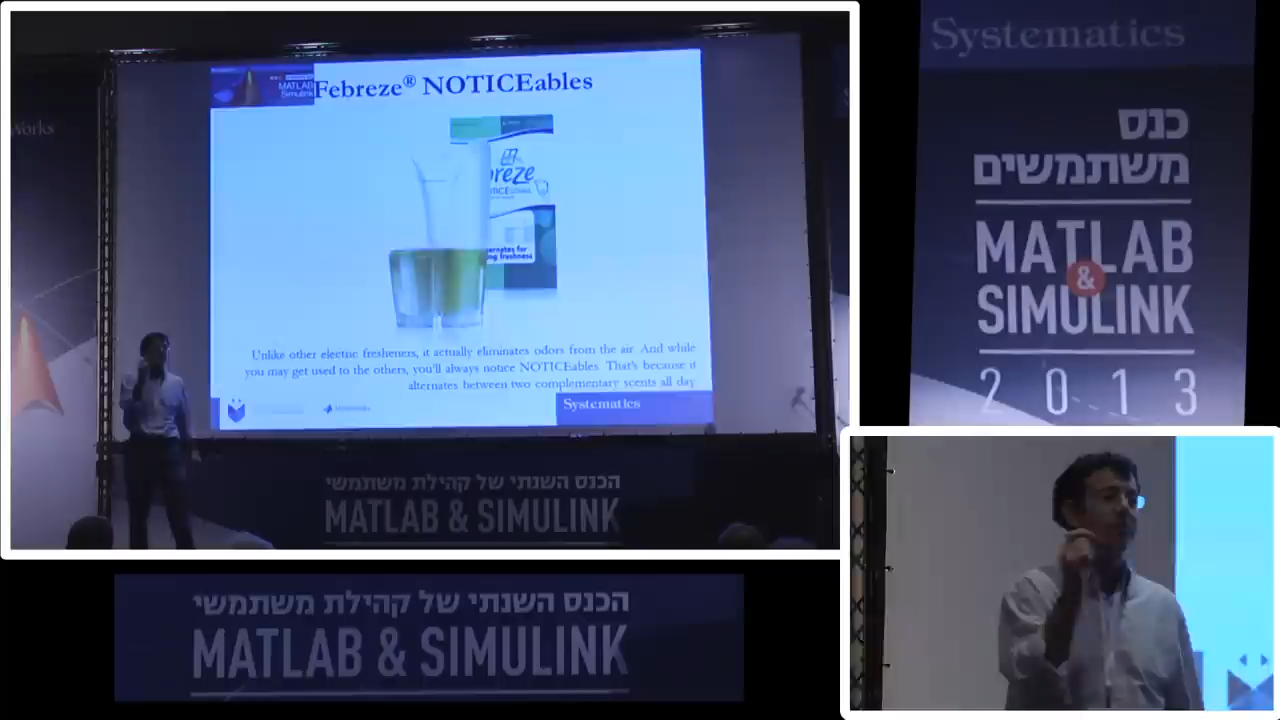 Works
MATLAB
Simulink
Febreze® NOTICEables
Unlike other electric fresheners, it actually eliminates odors from the air. And while
you may get used to the others, you'll always notice NOTICEables. That's because it
alternates between two complementary scents all day
Systematics
הכנס השנתי של קהילת משתמשי
MATLAB & SIMULINK
הכנס השנתי של קהילת משתמשי
MATLAB & SIMULINK
Systematics
כנס
משתמשים
MATLAB
&
SIMULINK
2013